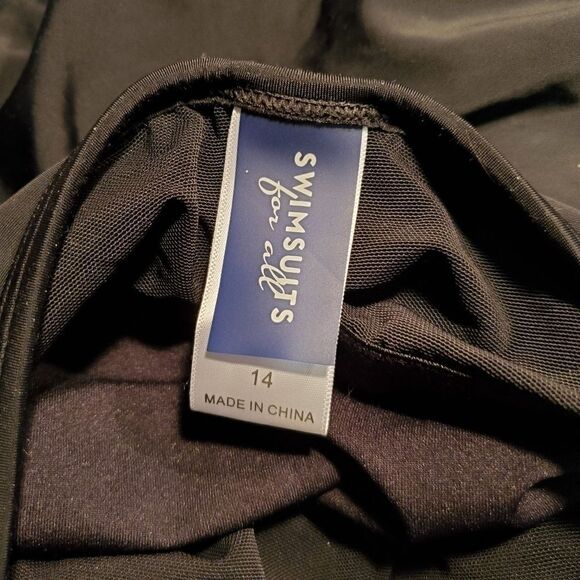 SWIMSUITS
for all
14
MADE IN CHINA